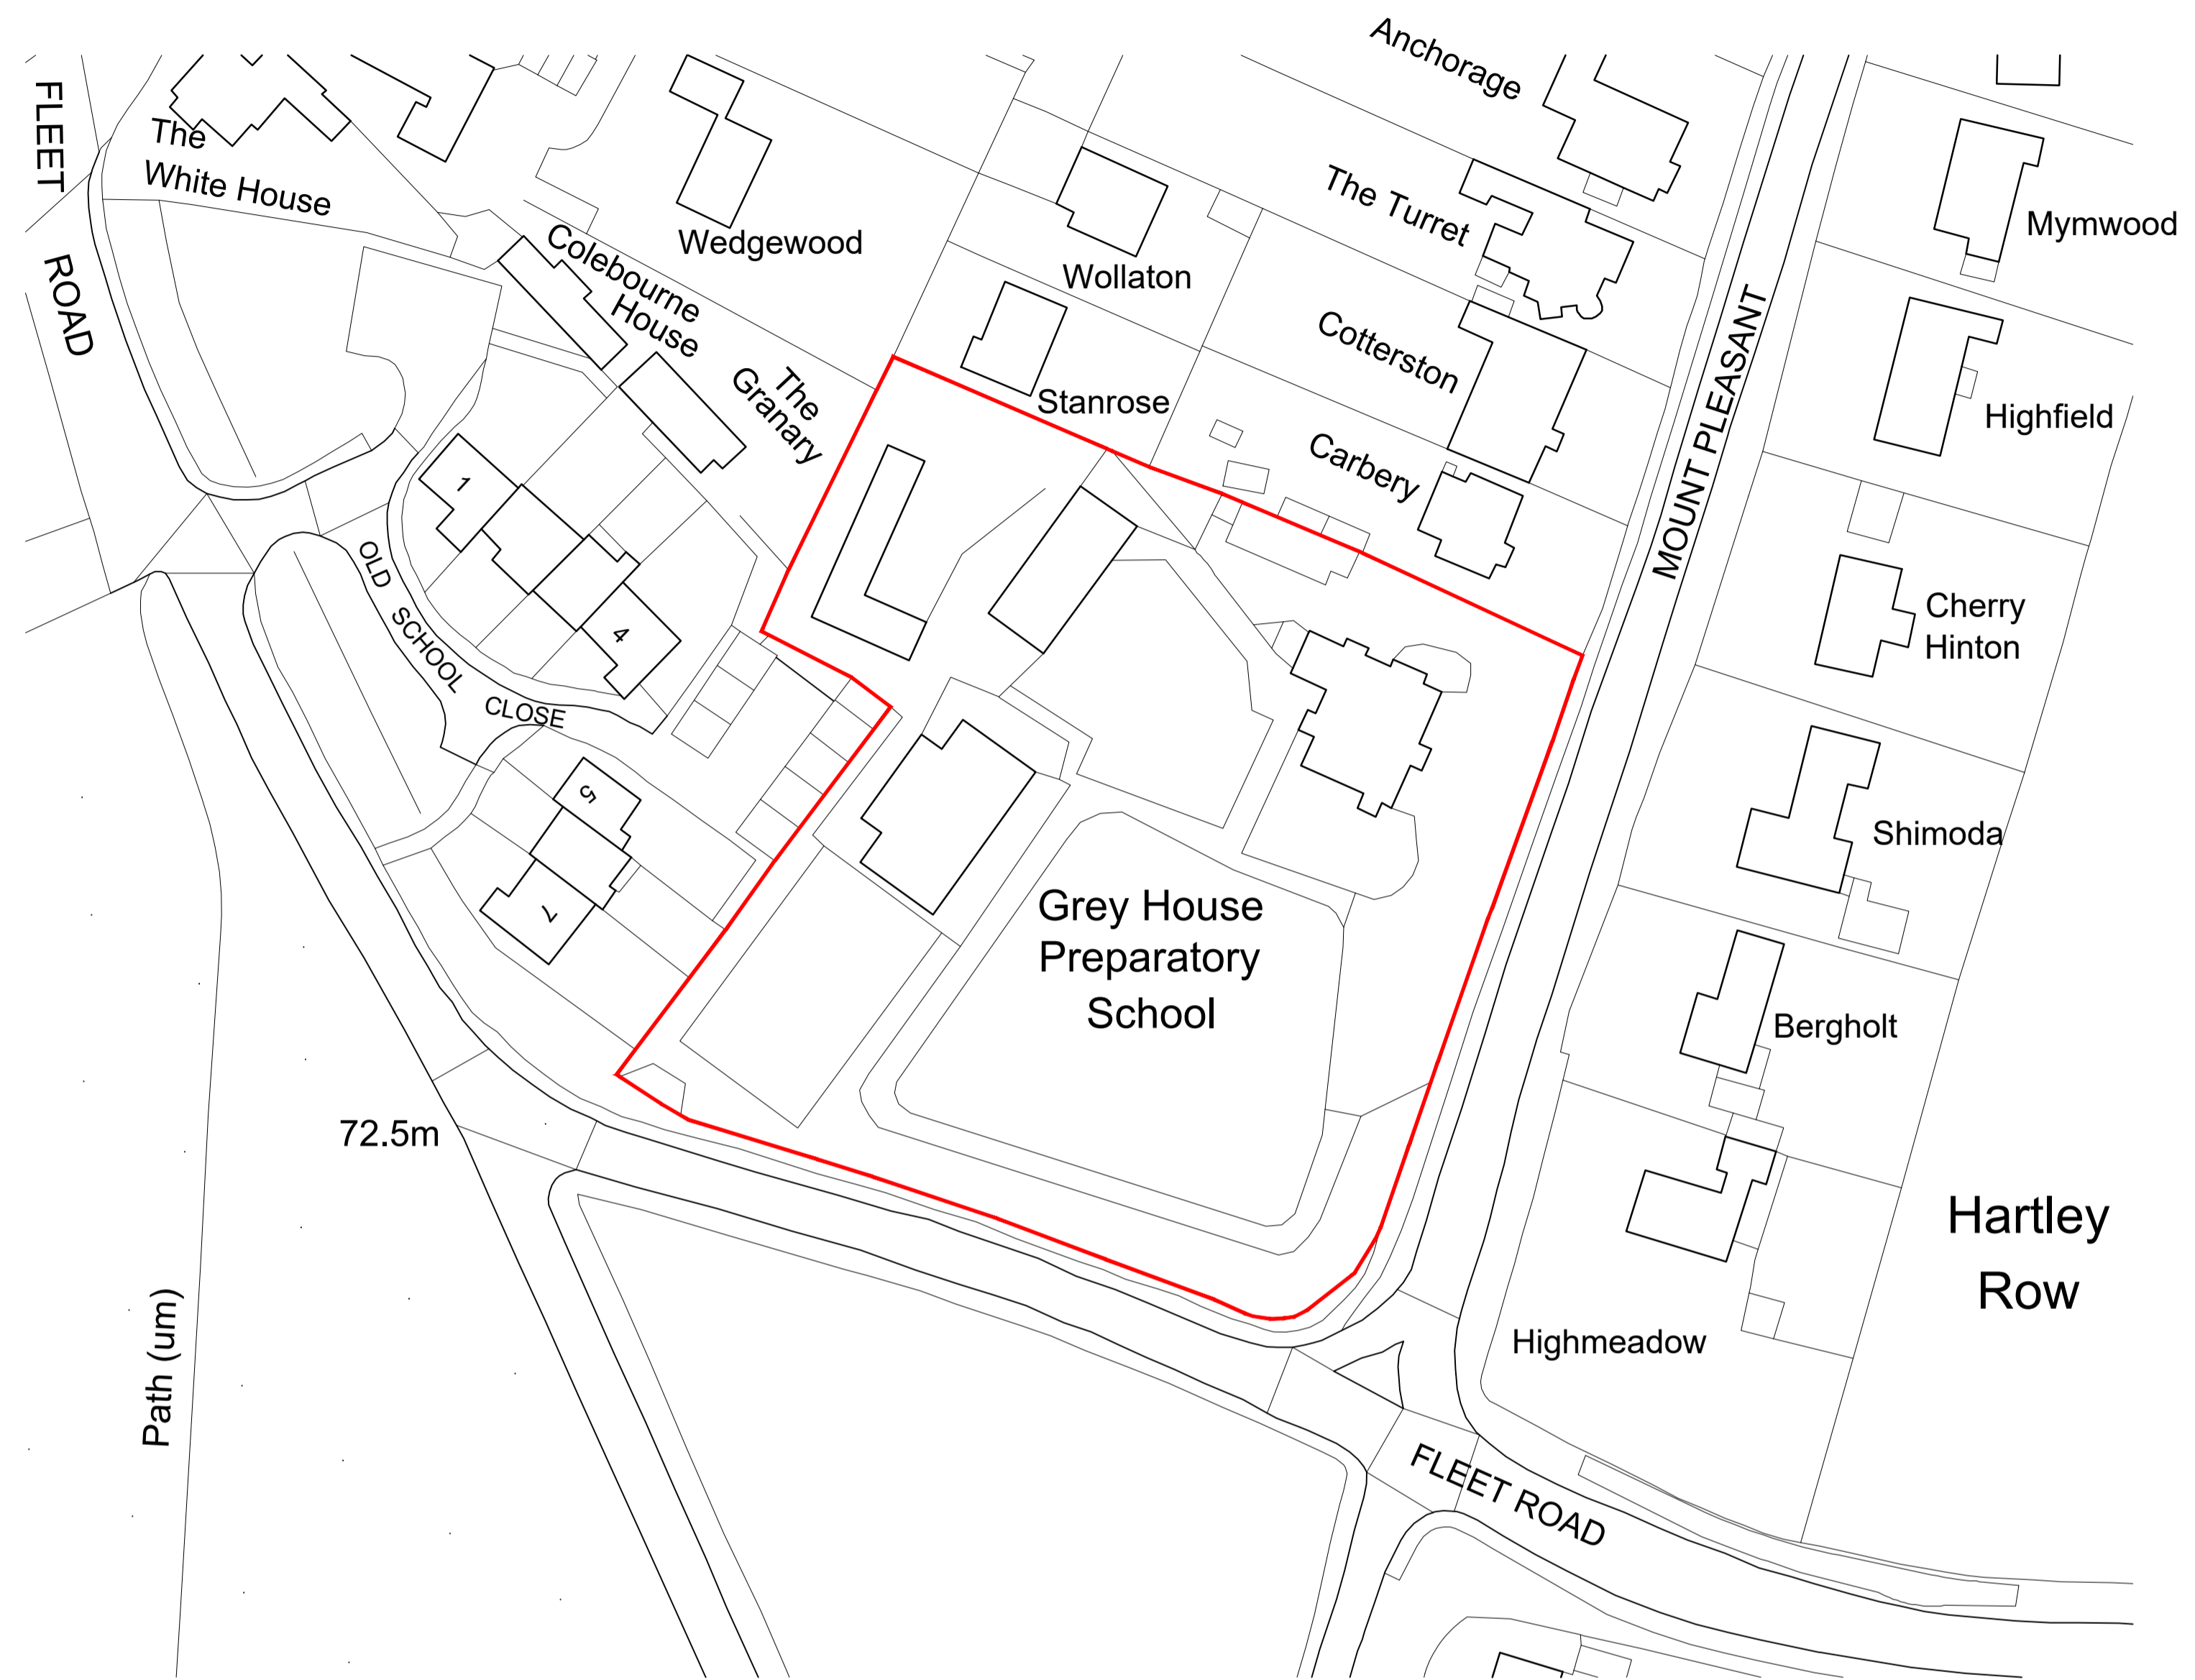 Anchorage
FLEET
The
White House
The Turret
Mymwood
Colebourne
House
Wedgewood
Wollaton
ROAD
Cotterston
MOUNT PLEASANT
The
Granary
Stanrose
Highfield
Carbery
1
OLD SCHOOL CLOSE
4
Cherry
Hinton
5
7
Shimoda
Grey House
Preparatory
School
Bergholt
72.5m
Hartley
Row
Path (um)
Highmeadow
FLEET ROAD